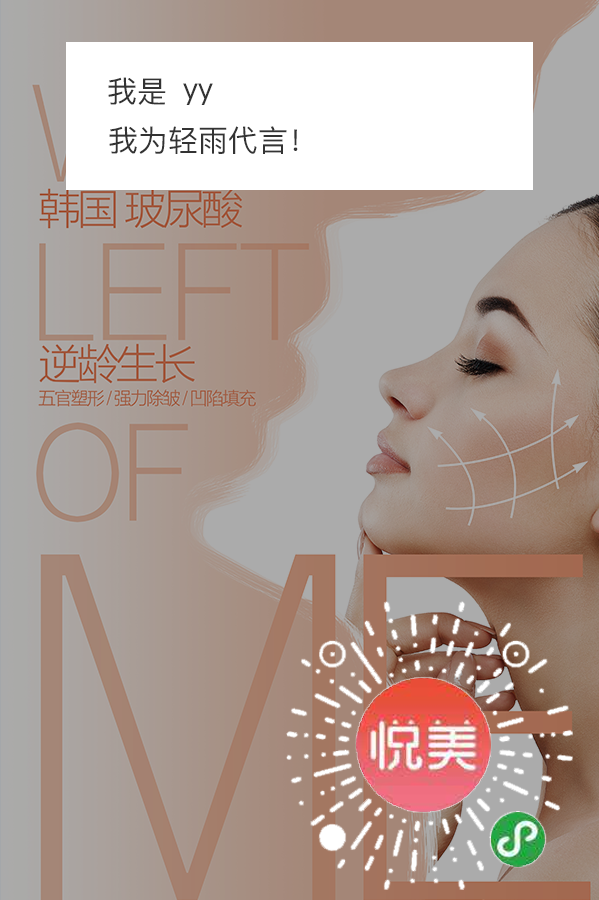 我是 yy
我为轻雨代言！
韩国 玻尿酸
LEFT
逆龄生长
五官塑形 / 强力除皱 / 凹陷填充
OF
ME
悦美